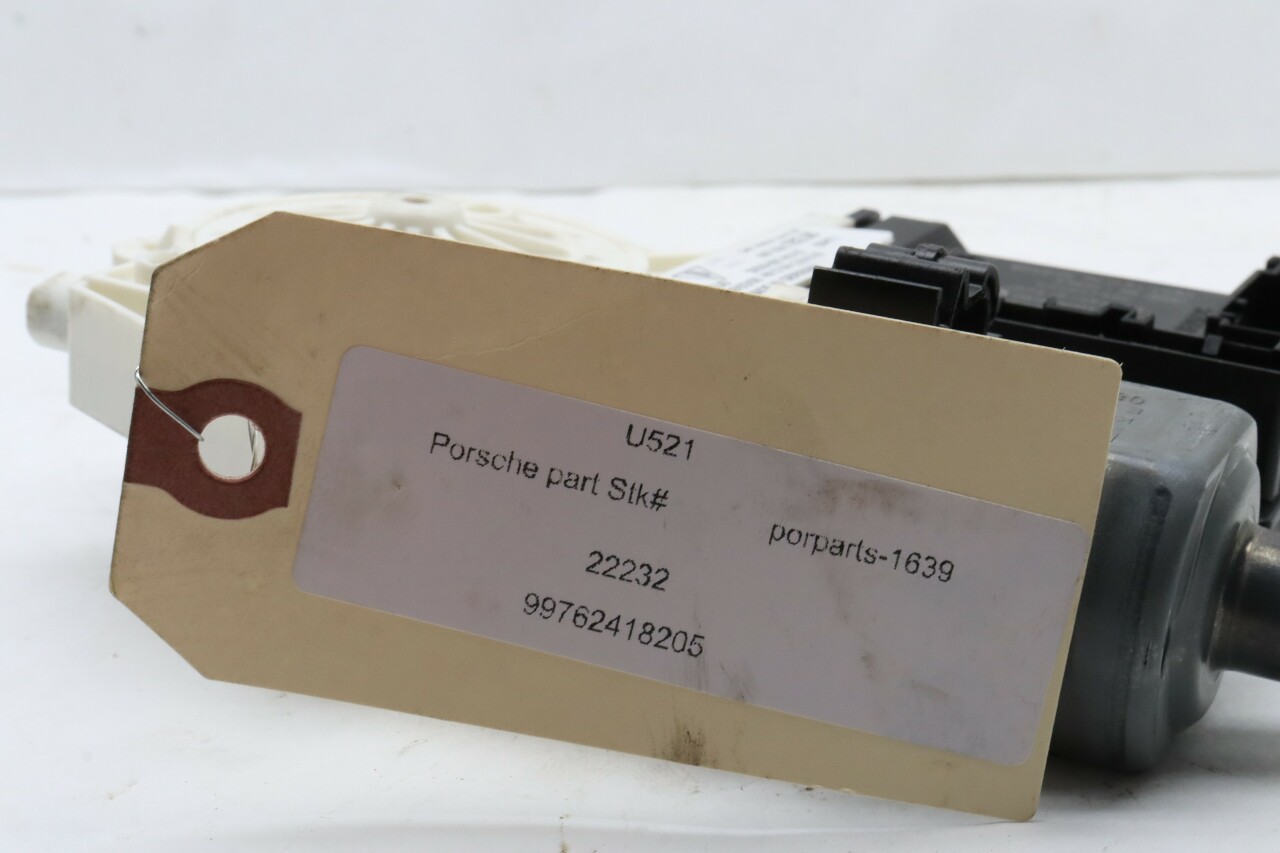 U521
Porsche part Stk#
porparts-1639
22232
99762418205